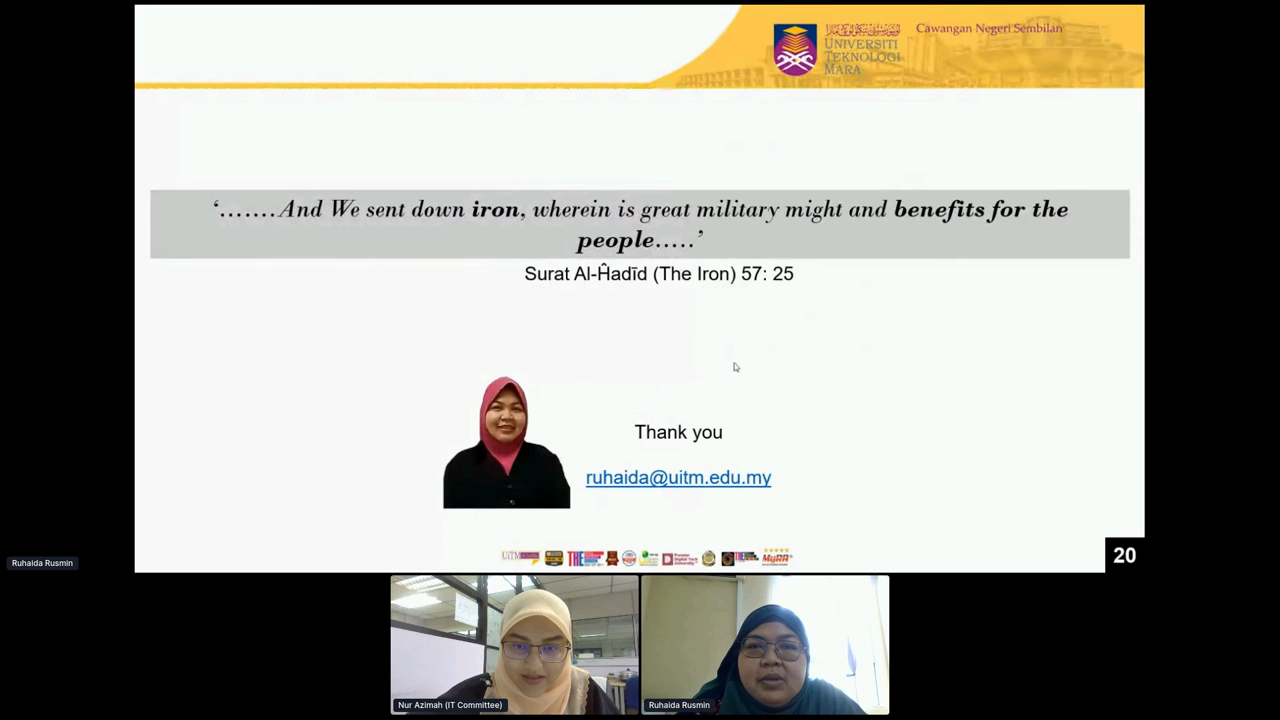 UNIVERSITI
TEKNOLOGI
MARA
Cawangan Negeri Sembilan
‘.......And We sent down iron, wherein is great military might and benefits for the
people.....’
Surat Al-Ĥadīd (The Iron) 57: 25
Thank you
ruhaida@uitm.edu.my
20
Ruhaida Rusmin
Nur Azimah (IT Committee)
Ruhaida Rusmin